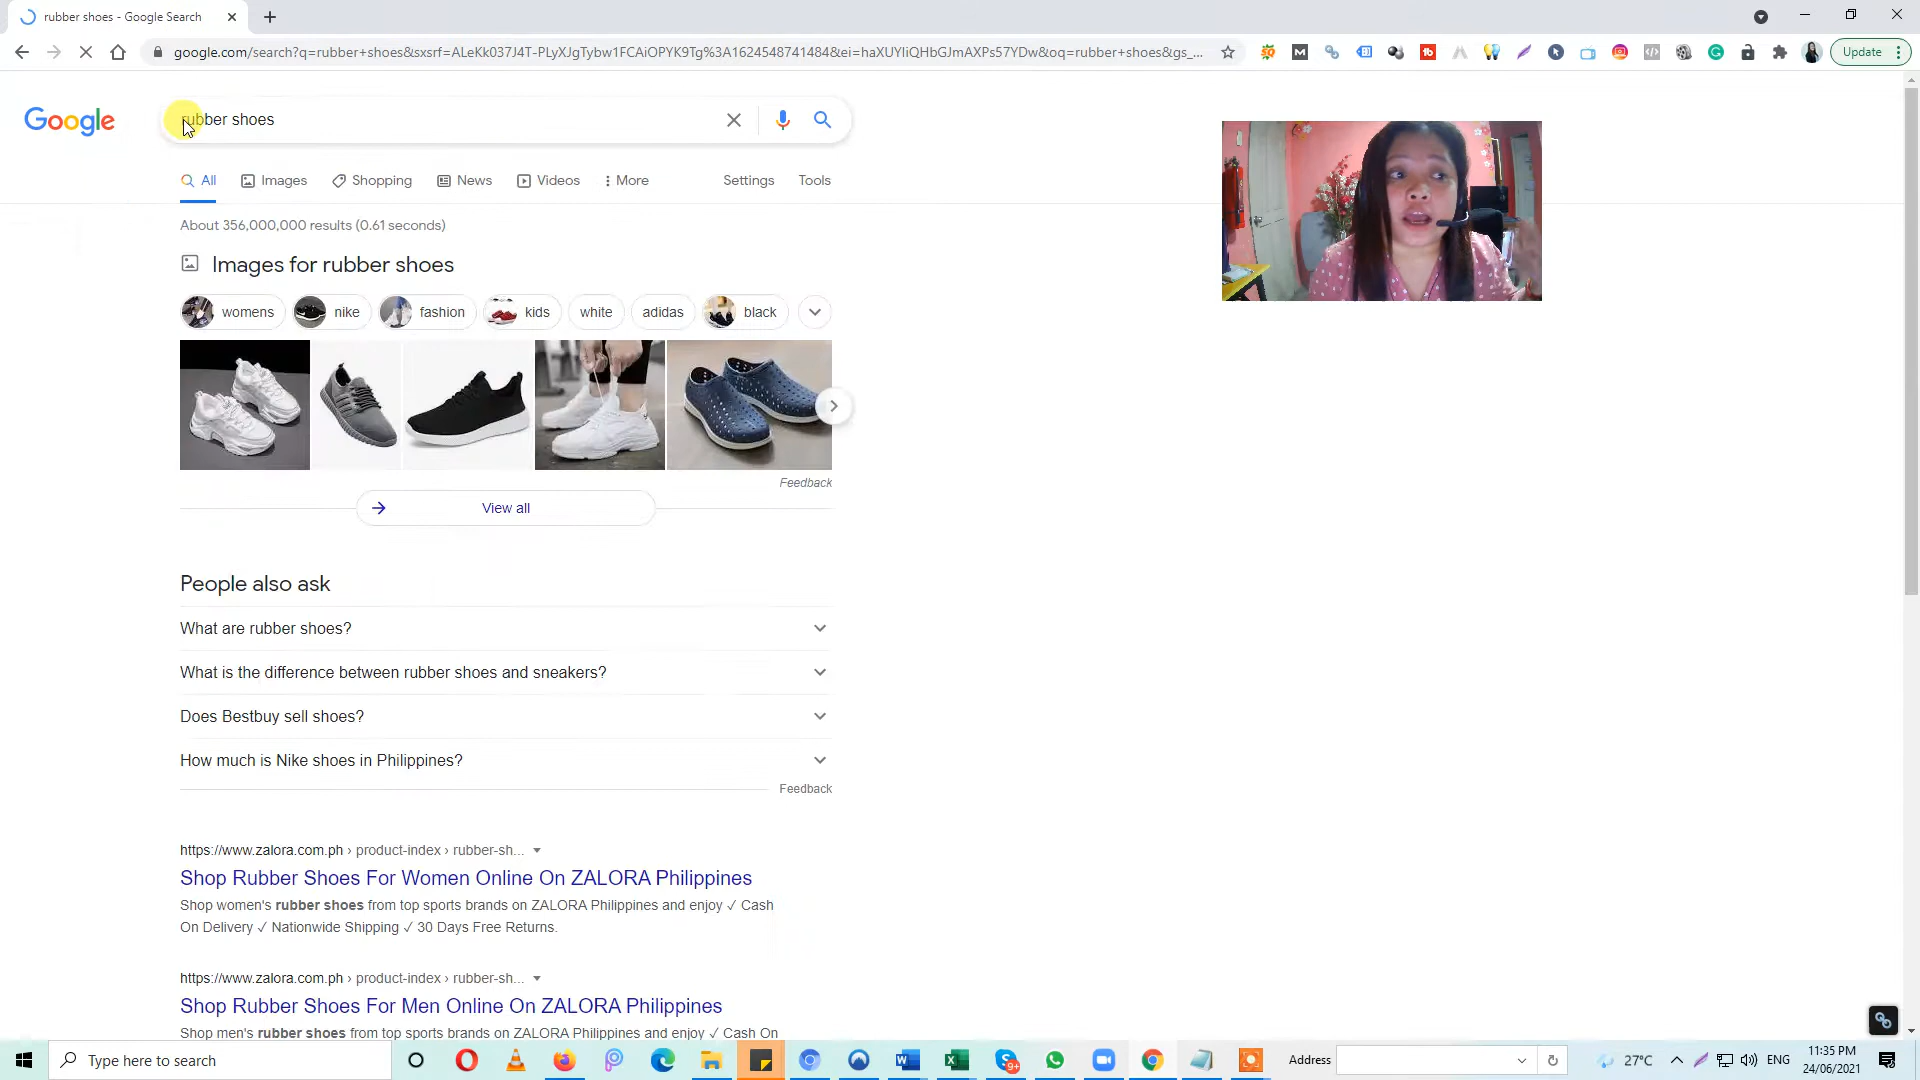 rubber shoes - Google Search
google.com/search?q=rubber+shoes&sxsrf=ALeKk037J4T-PLyXJgTybw1FCAiOPYK9Tg%3A1624548741484&ei=haXUYIiQHbGJmAXPs57YDw&oq=rubber+shoes&gs_...
Update
Google
rubber shoes
All Images Shopping News Videos More Settings Tools
About 356,000,000 results (0.61 seconds)
Images for rubber shoes
womens nike fashion kids white adidas black
Feedback
View all
People also ask
What are rubber shoes?
What is the difference between rubber shoes and sneakers?
Does Bestbuy sell shoes?
How much is Nike shoes in Philippines?
Feedback
https://www.zalora.com.ph › product-index › rubber-sh...
Shop Rubber Shoes For Women Online On ZALORA Philippines
Shop women's rubber shoes from top sports brands on ZALORA Philippines and enjoy ✓ Cash
On Delivery ✓ Nationwide Shipping ✓ 30 Days Free Returns.
https://www.zalora.com.ph › product-index › rubber-sh...
Shop Rubber Shoes For Men Online On ZALORA Philippines
Shop men's rubber shoes from top sports brands on ZALORA Philippines and enjoy ✓ Cash On
Type here to search
Address
27°C
ENG
11:35 PM
24/06/2021